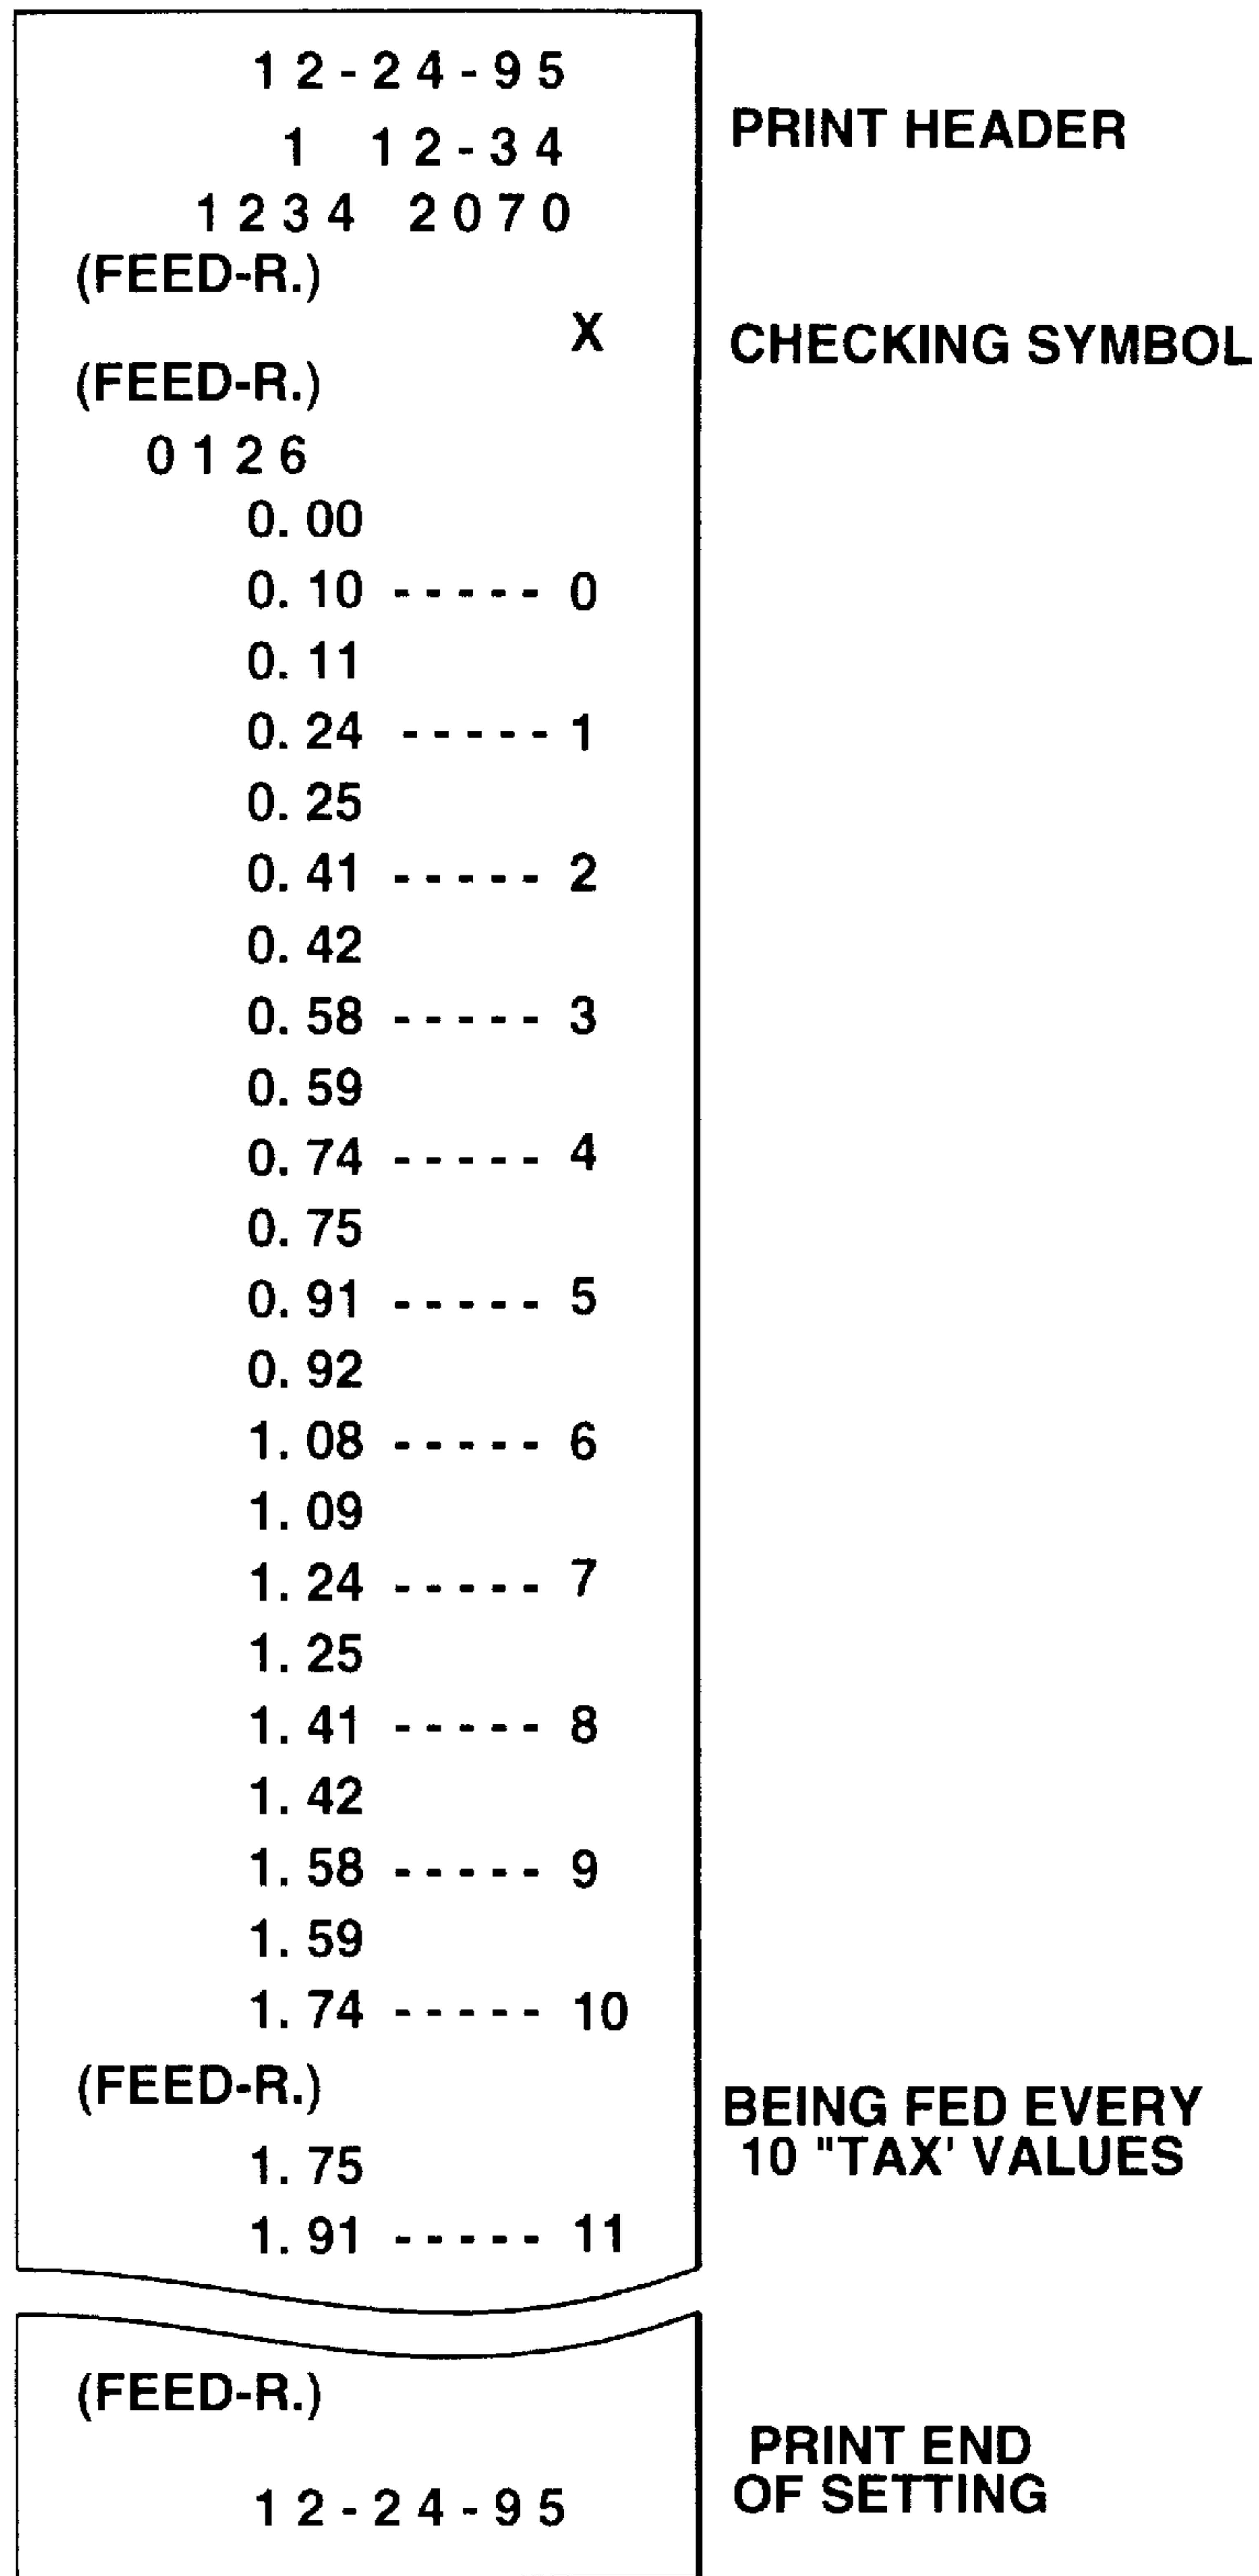 12-24-95
1 12-34
PRINT HEADER
1234 2070
(FEED-R.)
X
CHECKING SYMBOL
(FEED-R.)
0126
0.00
0.10 ----- 0
0.11
0.24 ----- 1
0.25
0.41 ----- 2
0.42
0.58 ----- 3
0.59
0.74 ----- 4
0.75
0.91 ----- 5
0.92
1.08 ----- 6
1.09
1.24 ----- 7
1.25
1.41 ----- 8
1.42
1.58 ----- 9
1.59
1.74 ----- 10
(FEED-R.)
BEING FED EVERY
10 "TAX' VALUES
1.75
1.91 ----- 11
(FEED-R.)
PRINT END
OF SETTING
12-24-95